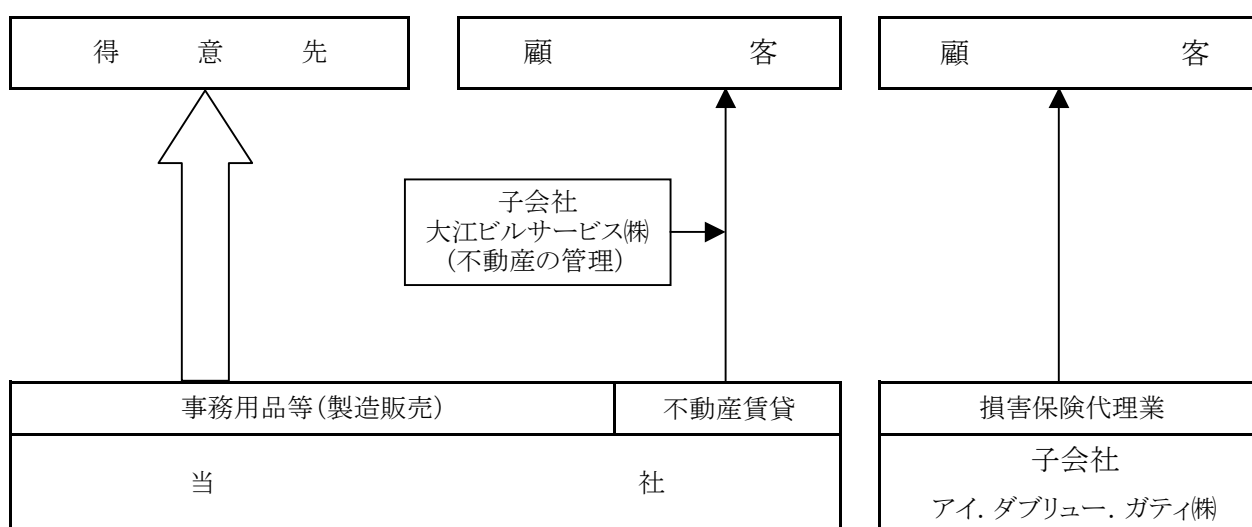 得意先
顧客
顧客
子会社
大江ビルサービス㈱
(不動産の管理)
事務用品等(製造販売)
不動産賃貸
損害保険代理業
当社
子会社
アイ．ダブリュー．ガティ㈱